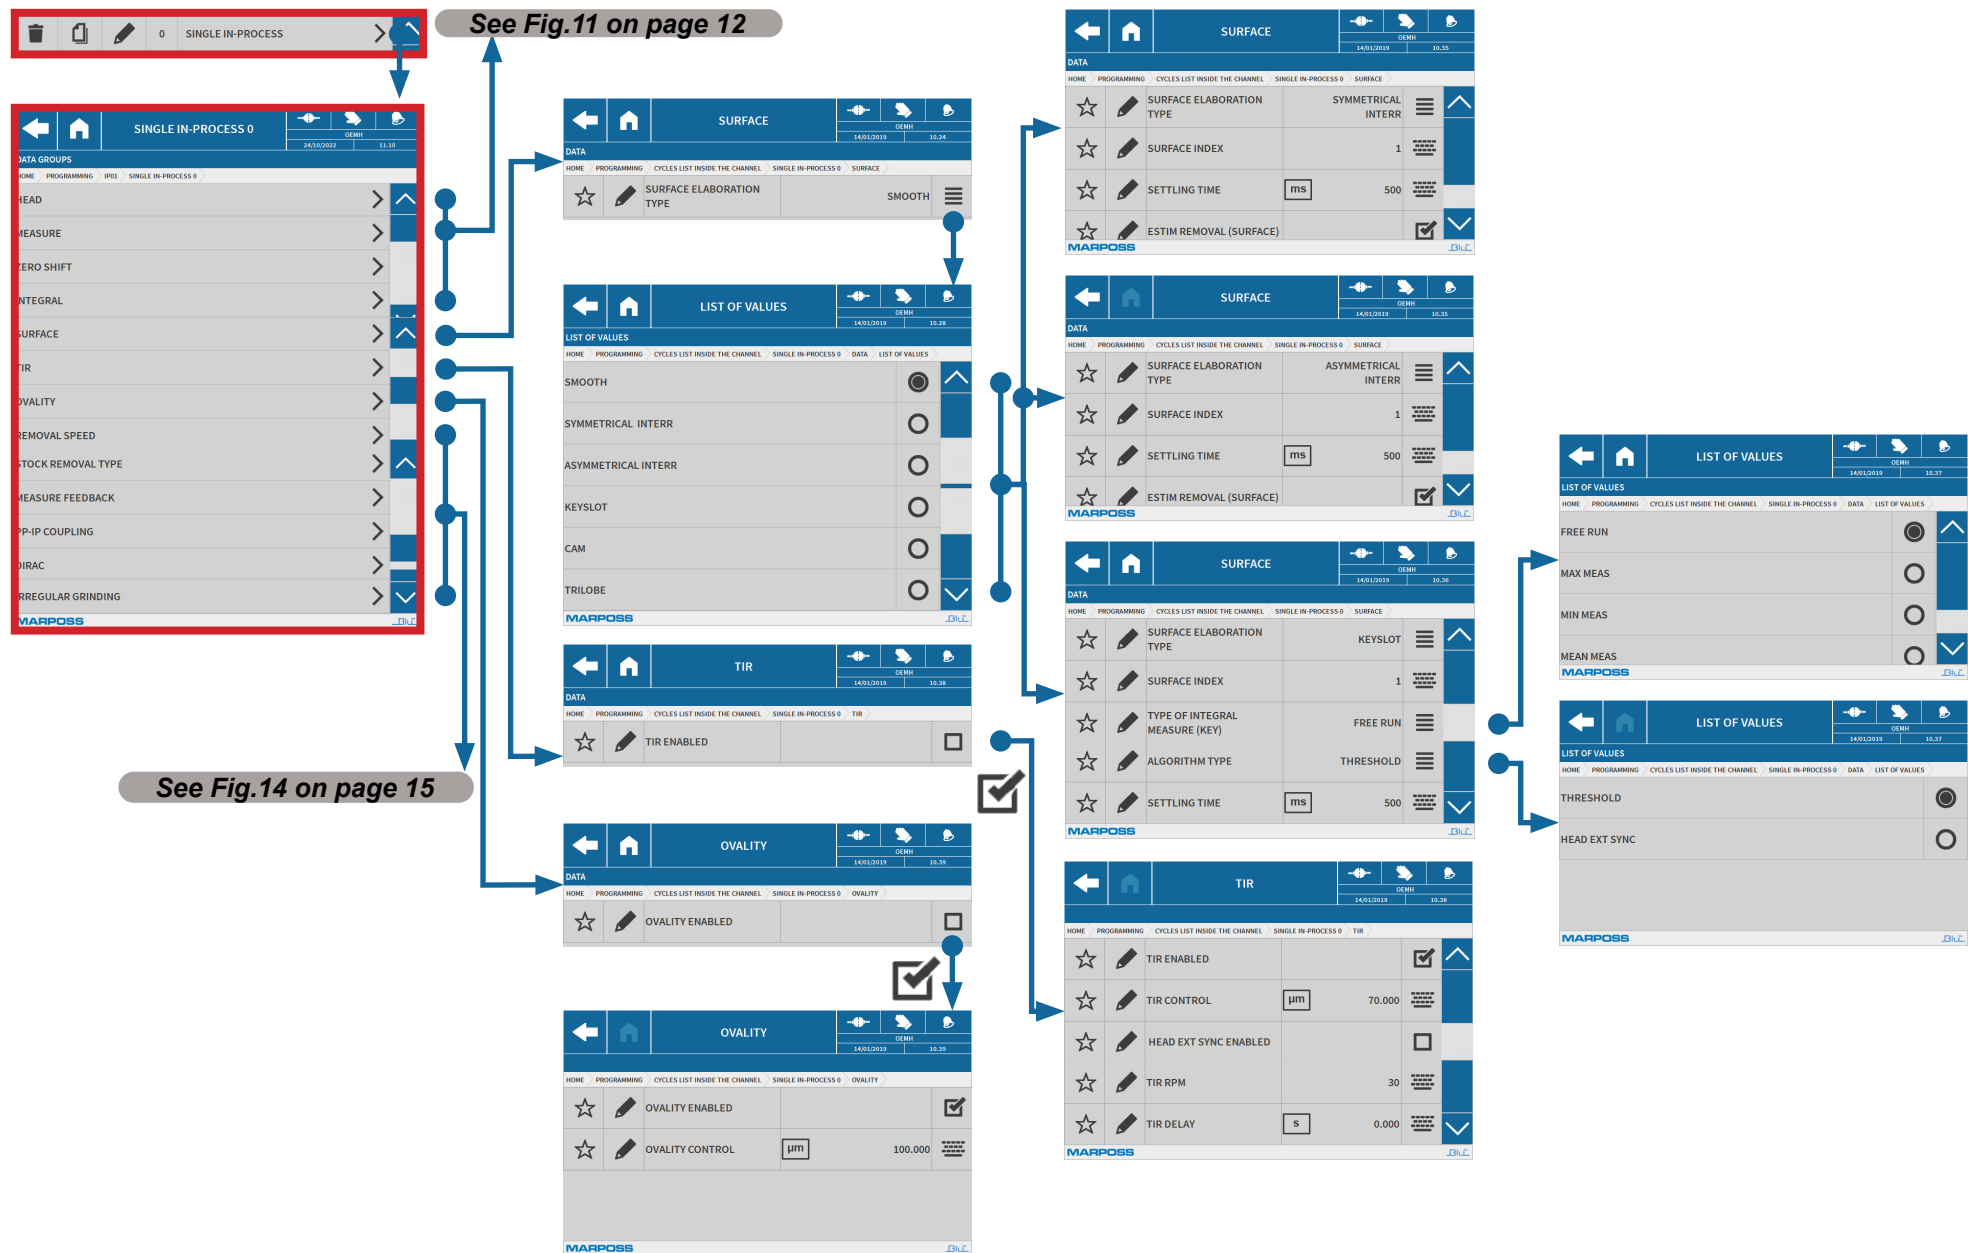 0 SINGLE IN-PROCESS
See Fig.11 on page 12
SINGLE IN-PROCESS 0
OEMH
24/10/2022 11.10
DATA GROUPS
HOME PROGRAMMING IP01 SINGLE IN-PROCESS 0
HEAD
MEASURE
ZERO SHIFT
INTEGRAL
SURFACE
TIR
OVALITY
REMOVAL SPEED
STOCK REMOVAL TYPE
MEASURE FEEDBACK
PP-IP COUPLING
DIRAC
IRREGULAR GRINDING
MARPOSS BLÚ
See Fig.14 on page 15
SURFACE
OEMH
14/01/2019 10.24
DATA
HOME PROGRAMMING CYCLES LIST INSIDE THE CHANNEL SINGLE IN-PROCESS 0 SURFACE
SURFACE ELABORATION
TYPE
SMOOTH
LIST OF VALUES
OEMH
14/01/2019 10.28
LIST OF VALUES
HOME PROGRAMMING CYCLES LIST INSIDE THE CHANNEL SINGLE IN-PROCESS 0 DATA LIST OF VALUES
SMOOTH
SYMMETRICAL INTERR
ASYMMETRICAL INTERR
KEYSLOT
CAM
TRILOBE
MARPOSS BLÚ
TIR
OEMH
14/01/2019 10.38
DATA
HOME PROGRAMMING CYCLES LIST INSIDE THE CHANNEL SINGLE IN-PROCESS 0 TIR
TIR ENABLED
OVALITY
OEMH
14/01/2019 10.39
DATA
HOME PROGRAMMING CYCLES LIST INSIDE THE CHANNEL SINGLE IN-PROCESS 0 OVALITY
OVALITY ENABLED
OVALITY
OEMH
14/01/2019 10.39
HOME PROGRAMMING CYCLES LIST INSIDE THE CHANNEL SINGLE IN-PROCESS 0 OVALITY
OVALITY ENABLED
OVALITY CONTROL µm 100.000
MARPOSS BLÚ
SURFACE
OEMH
14/01/2019 10.35
DATA
HOME PROGRAMMING CYCLES LIST INSIDE THE CHANNEL SINGLE IN-PROCESS 0 SURFACE
SURFACE ELABORATION
TYPE
SYMMETRICAL
INTERR
SURFACE INDEX 1
SETTLING TIME ms 500
ESTIM REMOVAL (SURFACE)
MARPOSS BLÚ
SURFACE
OEMH
14/01/2019 10.35
DATA
HOME PROGRAMMING CYCLES LIST INSIDE THE CHANNEL SINGLE IN-PROCESS 0 SURFACE
SURFACE ELABORATION
TYPE
ASYMMETRICAL
INTERR
SURFACE INDEX 1
SETTLING TIME ms 500
ESTIM REMOVAL (SURFACE)
MARPOSS BLÚ
SURFACE
OEMH
14/01/2019 10.36
DATA
HOME PROGRAMMING CYCLES LIST INSIDE THE CHANNEL SINGLE IN-PROCESS 0 SURFACE
SURFACE ELABORATION
TYPE
KEYSLOT
SURFACE INDEX 1
TYPE OF INTEGRAL
MEASURE (KEY)
FREE RUN
ALGORITHM TYPE THRESHOLD
SETTLING TIME ms 500
MARPOSS BLÚ
TIR
OEMH
14/01/2019 10.38
HOME PROGRAMMING CYCLES LIST INSIDE THE CHANNEL SINGLE IN-PROCESS 0 TIR
TIR ENABLED
TIR CONTROL µm 70.000
HEAD EXT SYNC ENABLED
TIR RPM 30
TIR DELAY s 0.000
MARPOSS BLÚ
LIST OF VALUES
OEMH
14/01/2019 10.37
LIST OF VALUES
HOME PROGRAMMING CYCLES LIST INSIDE THE CHANNEL SINGLE IN-PROCESS 0 DATA LIST OF VALUES
FREE RUN
MAX MEAS
MIN MEAS
MEAN MEAS
MARPOSS BLÚ
LIST OF VALUES
OEMH
14/01/2019 10.37
LIST OF VALUES
HOME PROGRAMMING CYCLES LIST INSIDE THE CHANNEL SINGLE IN-PROCESS 0 DATA LIST OF VALUES
THRESHOLD
HEAD EXT SYNC
MARPOSS BLÚ